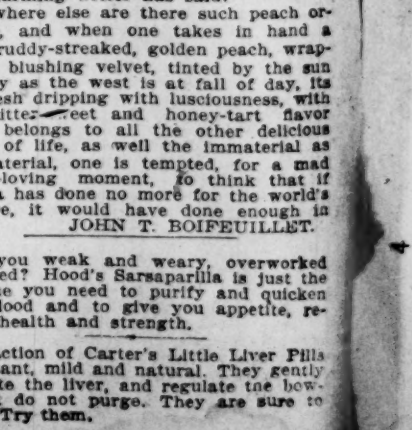 where else are there such peach or-
, and when one takes in hand a
ruddy-streaked, golden peach, wrap-
blushing velvet, tinted by the sun
y as the west is at fall of day, its
esh dripping with lusciousness, with
eet and honey-tart flavor
belongs to all the other delicious
of life, as well the immaterial as
aterial, one is tempted, for a mad
loving moment, to think that if
has done no more for the world's
e, it would have done enough in
JOHN T. BOIFEUILLET.
you weak and weary, overworked
ed? Hood's Sarsaparilla is just the
e you need to purify and quicken
lood and to give you appetite, re-
health and strength.
ction of Carter's Little Liver Pills
ant, mild and natural. They gently
te the liver, and regulate the bow-
do not purge. They are sure to
Try them.
4